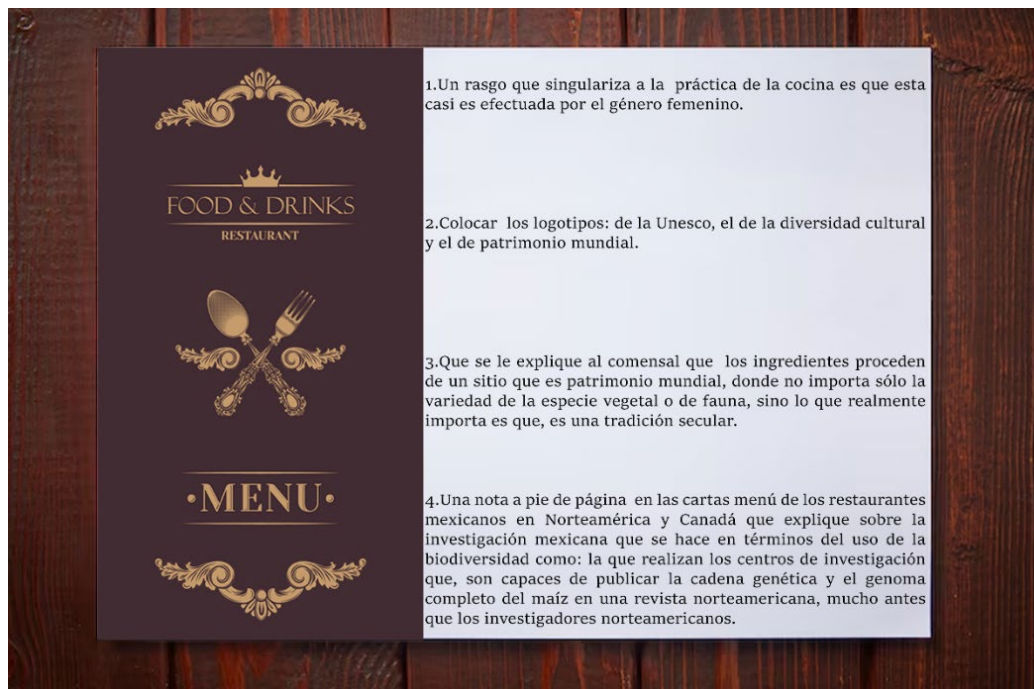 FOOD & DRINKS
RESTAURANT
•MENU•
1.Un rasgo que singulariza a la práctica de la cocina es que esta
casi es efectuada por el género femenino.
2.Colocar los logotipos: de la Unesco, el de la diversidad cultural
y el de patrimonio mundial.
3.Que se le explique al comensal que los ingredientes proceden
de un sitio que es patrimonio mundial, donde no importa sólo la
variedad de la especie vegetal o de fauna, sino lo que realmente
importa es que, es una tradición secular.
4.Una nota a pie de página en las cartas menú de los restaurantes
mexicanos en Norteamérica y Canadá que explique sobre la
investigación mexicana que se hace en términos del uso de la
biodiversidad como: la que realizan los centros de investigación
que, son capaces de publicar la cadena genética y el genoma
completo del maíz en una revista norteamericana, mucho antes
que los investigadores norteamericanos.